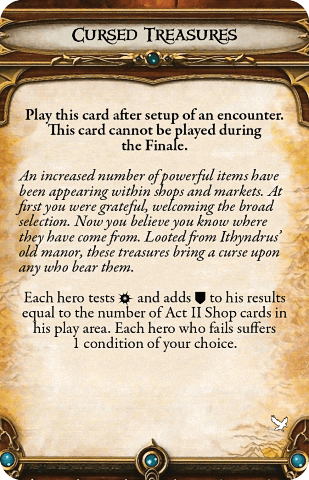 Cursed Treasures
Play this card after setup of an encounter.
This card cannot be played during
the Finale.
An increased number of powerful items have
been appearing within shops and markets. At
first you were grateful, welcoming the broad
selection. Now you believe you know where
they have come from. Looted from Ithyndrus'
old manor, these treasures bring a curse upon
any who bear them.
Each hero tests and adds to his results
equal to the number of Act II Shop cards in
his play area. Each hero who fails suffers
1 condition of your choice.